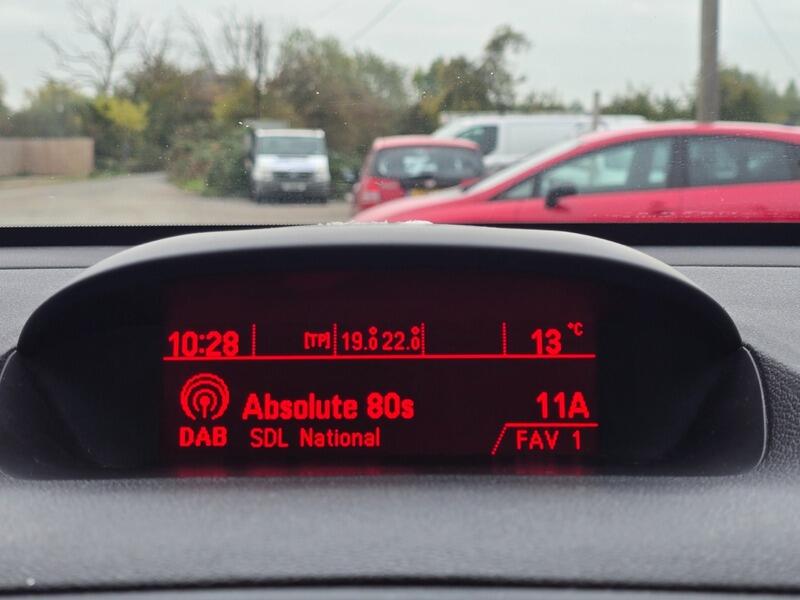 10:28 [TP] 19.0 22.0 13 °C
Absolute 80s 11A
DAB SDL National FAV 1